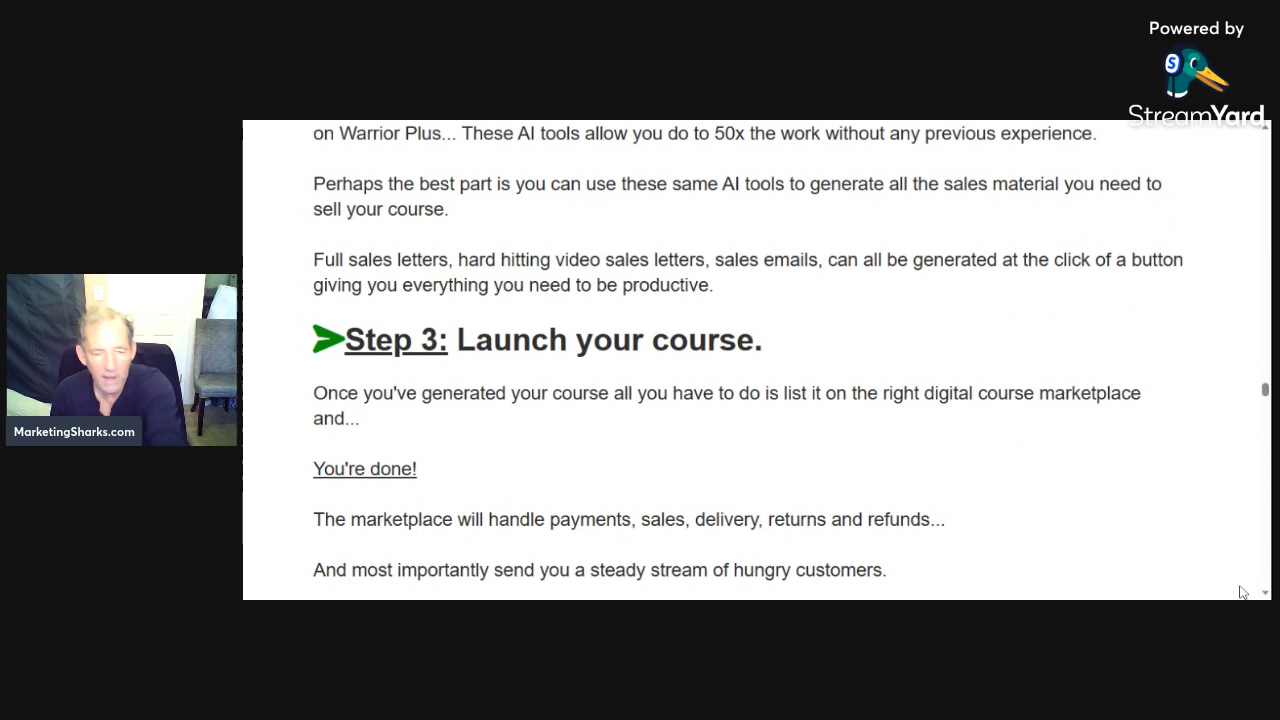 Powered by
S
StreamYard
on Warrior Plus... These AI tools allow you do to 50x the work without any previous experience.
Perhaps the best part is you can use these same AI tools to generate all the sales material you need to
sell your course.
Full sales letters, hard hitting video sales letters, sales emails, can all be generated at the click of a button
giving you everything you need to be productive.
Step 3: Launch your course.
Once you've generated your course all you have to do is list it on the right digital course marketplace
and...
You're done!
The marketplace will handle payments, sales, delivery, returns and refunds...
And most importantly send you a steady stream of hungry customers.
MarketingSharks.com